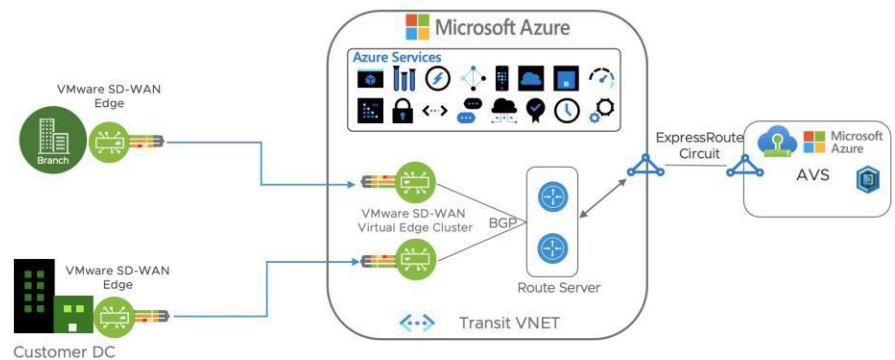 Microsoft Azure
Azure Services
VMware SD-WAN
Edge
Branch
ExpressRoute
Circuit
Microsoft
Azure
AVS
VMware SD-WAN
Virtual Edge Cluster
BGP
Route Server
VMware SD-WAN
Edge
Customer DC
Transit VNET